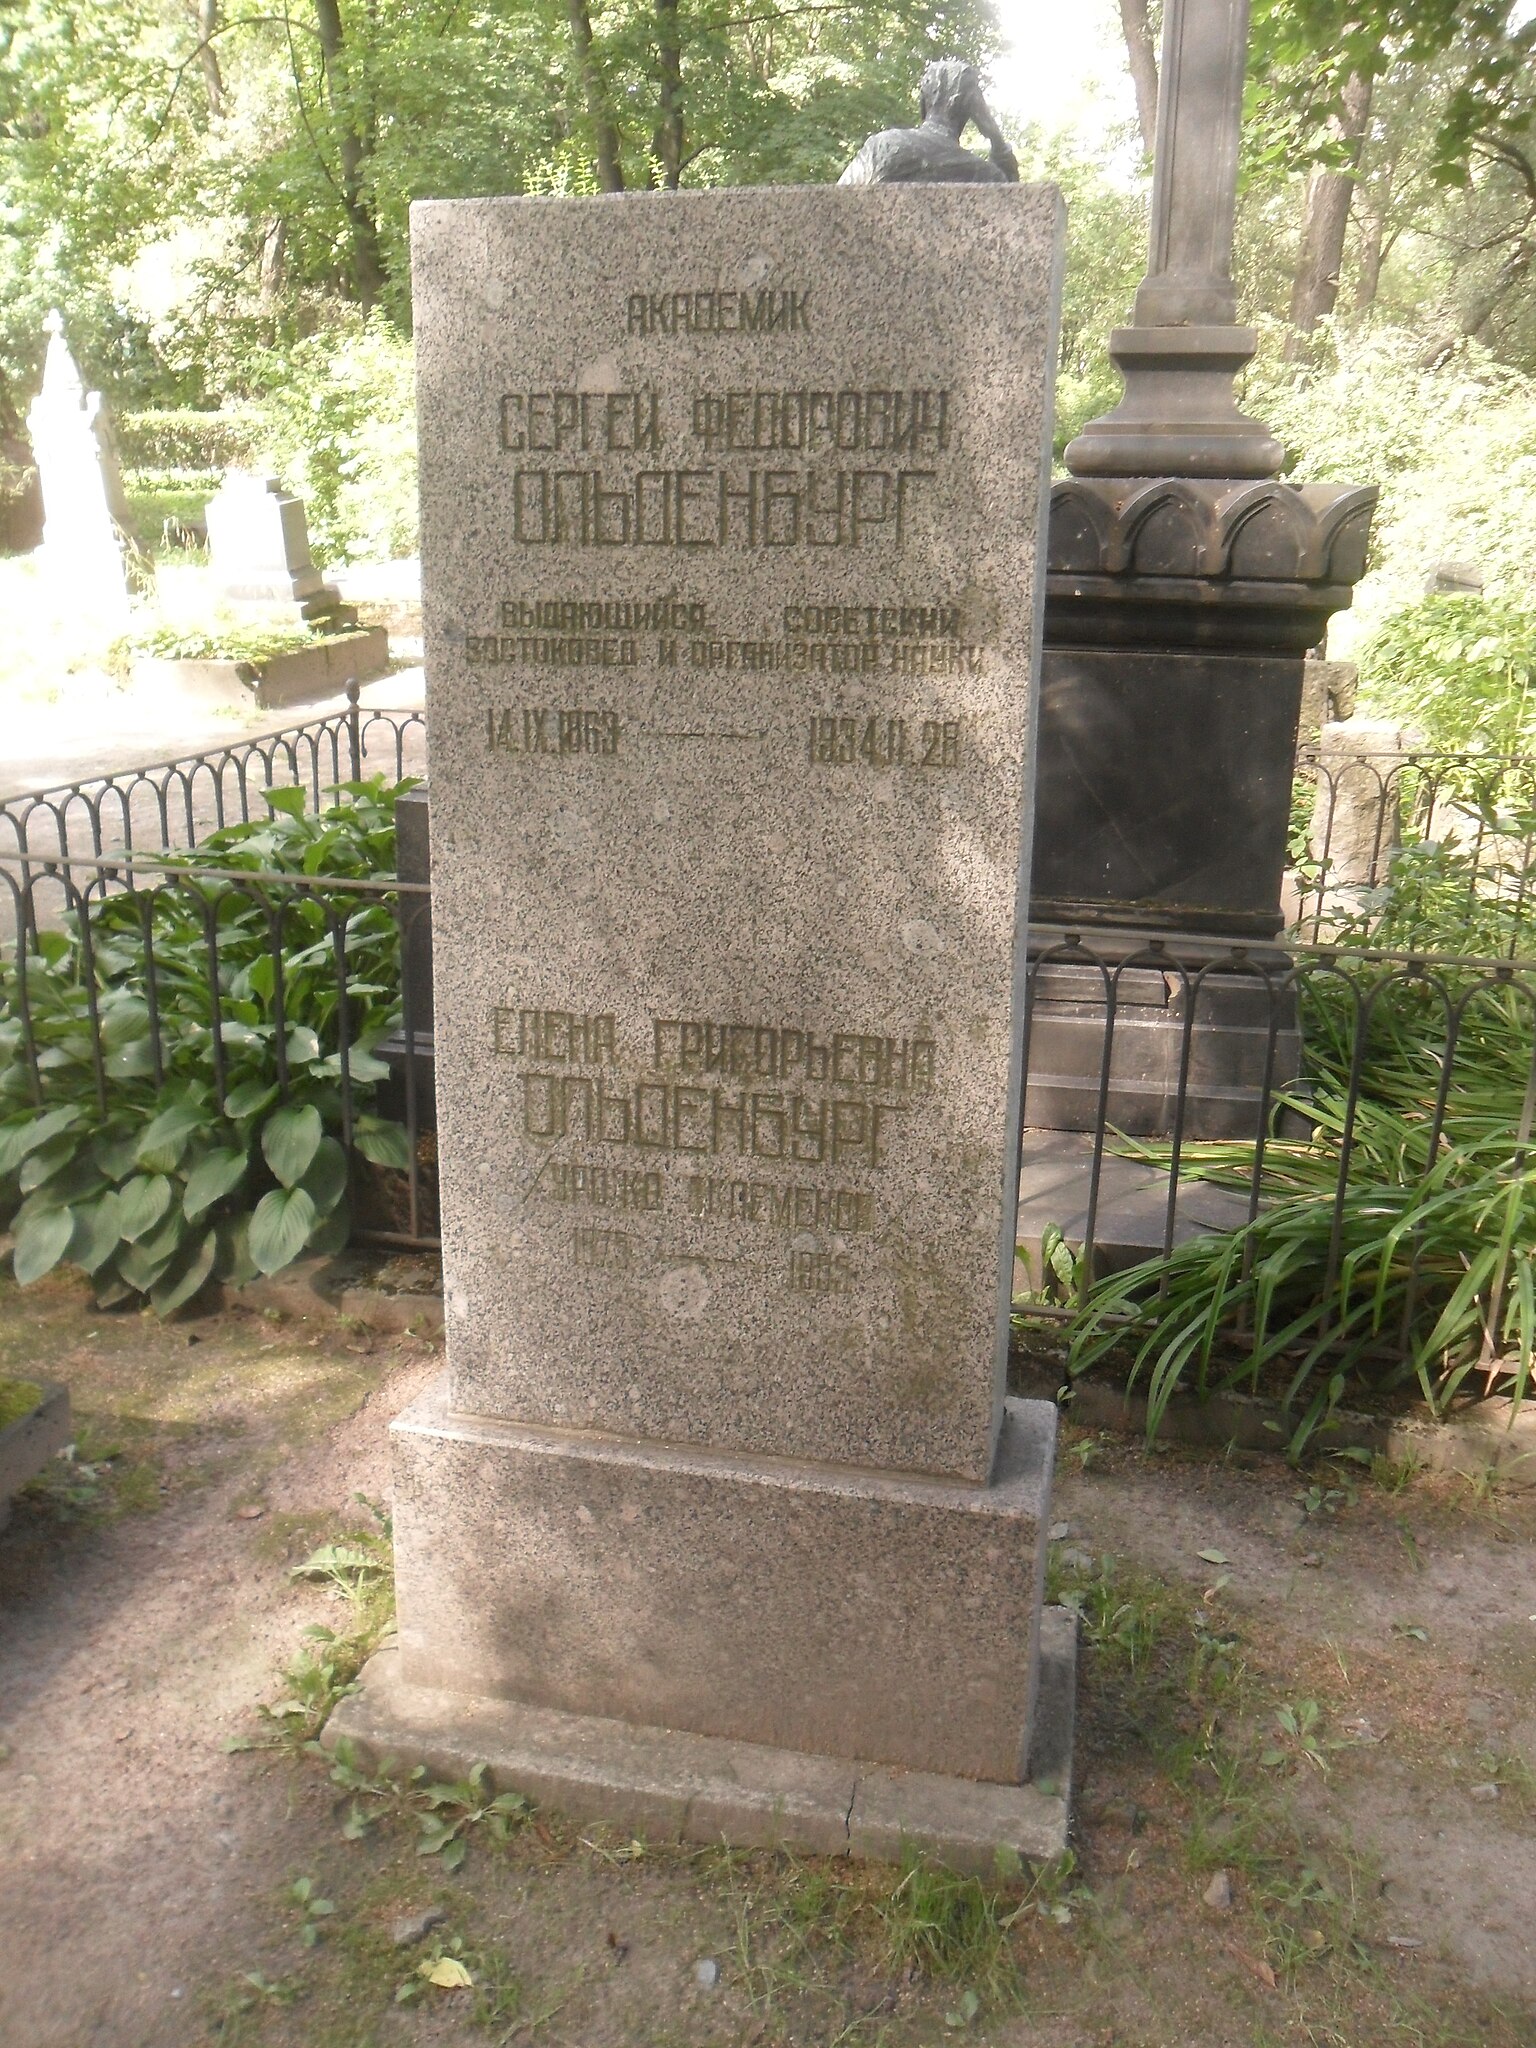 АКАДЕМИК
СЕРГЕЙ ФЕДОРОВИЧ
ОЛЬДЕНБУРГ
ВЫДАЮЩИЙСЯ СОВЕТСКИЙ
ВОСТОКОВЕД И ОРГАНИЗАТОР НАУКИ
14.IX.1863 — 1934.II.28
ЕЛЕНА ГРИГОРЬЕВНА
ОЛЬДЕНБУРГ